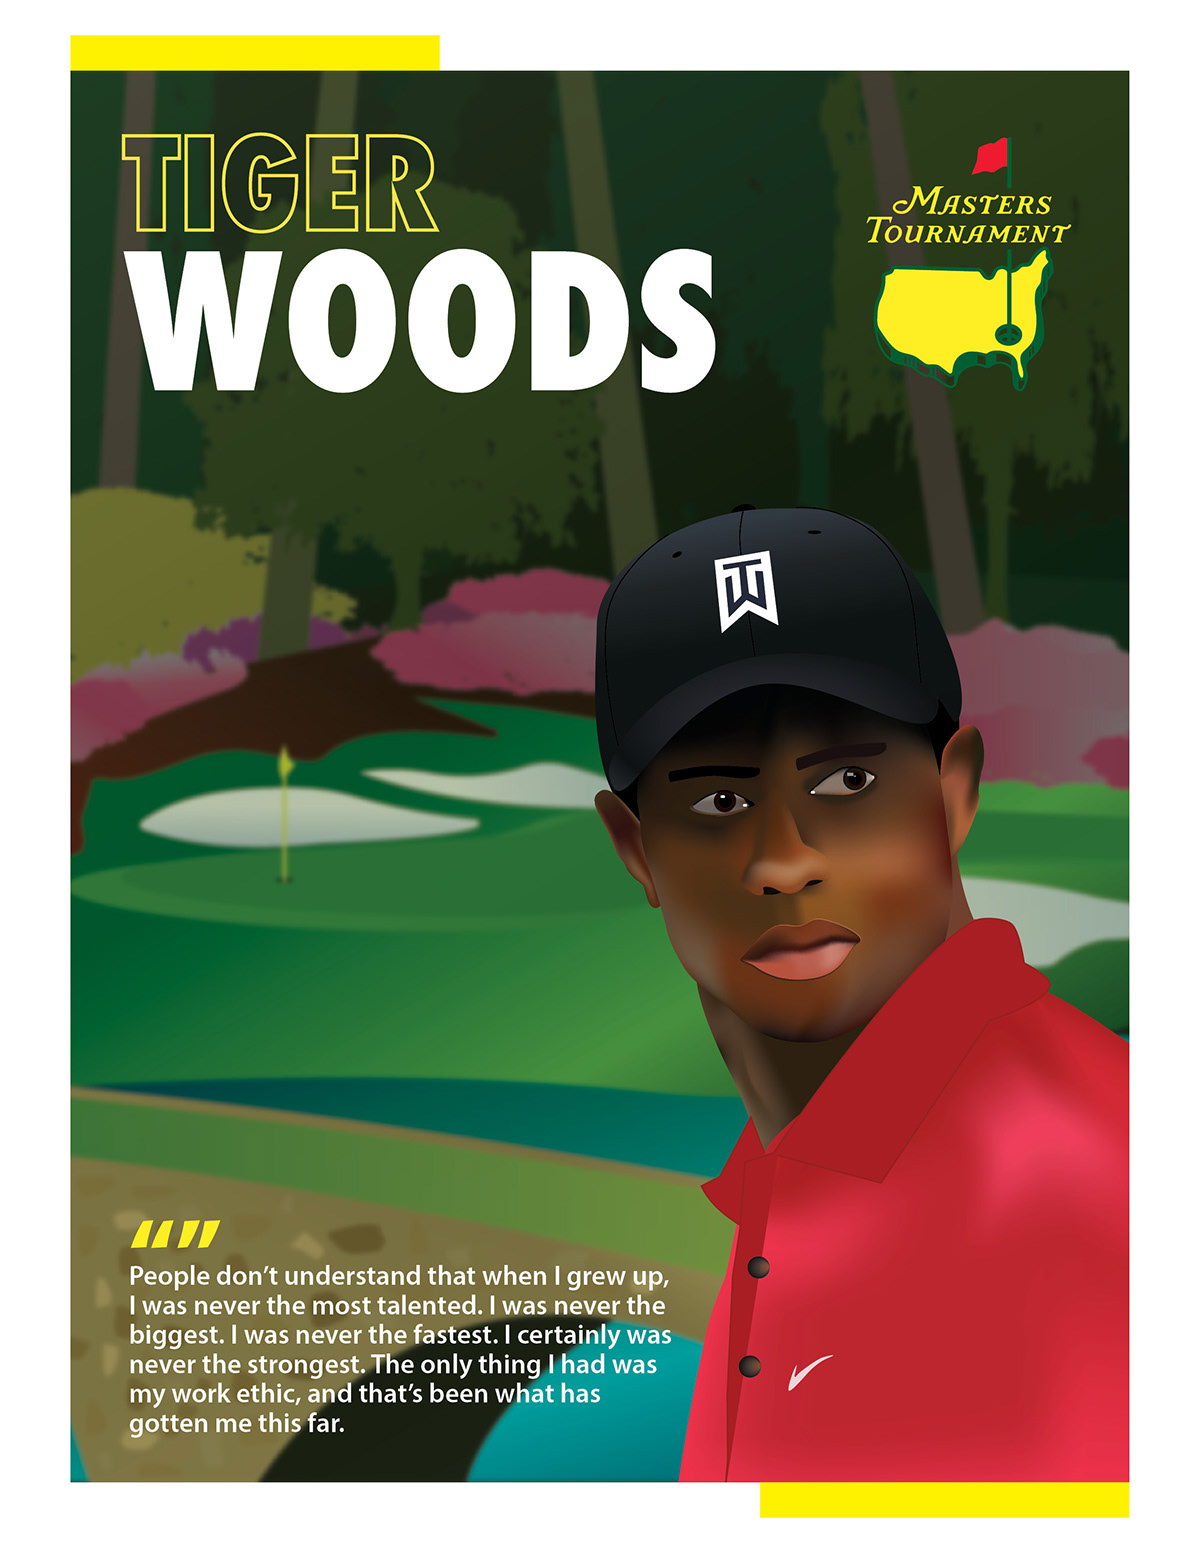 TIGER
WOODS
MASTERS
TOURNAMENT
TW
People don’t understand that when I grew up,
I was never the most talented. I was never the
biggest. I was never the fastest. I certainly was
never the strongest. The only thing I had was
my work ethic, and that’s been what has
gotten me this far.